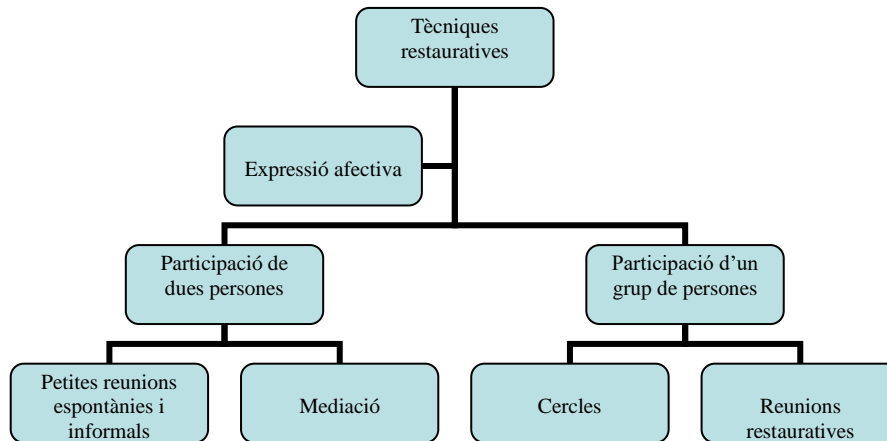 Tècniques
restauratives
Expressió afectiva
Participació de
dues persones
Participació d’un
grup de persones
Petites reunions
espontànies i
informals
Mediació
Cercles
Reunions
restauratives